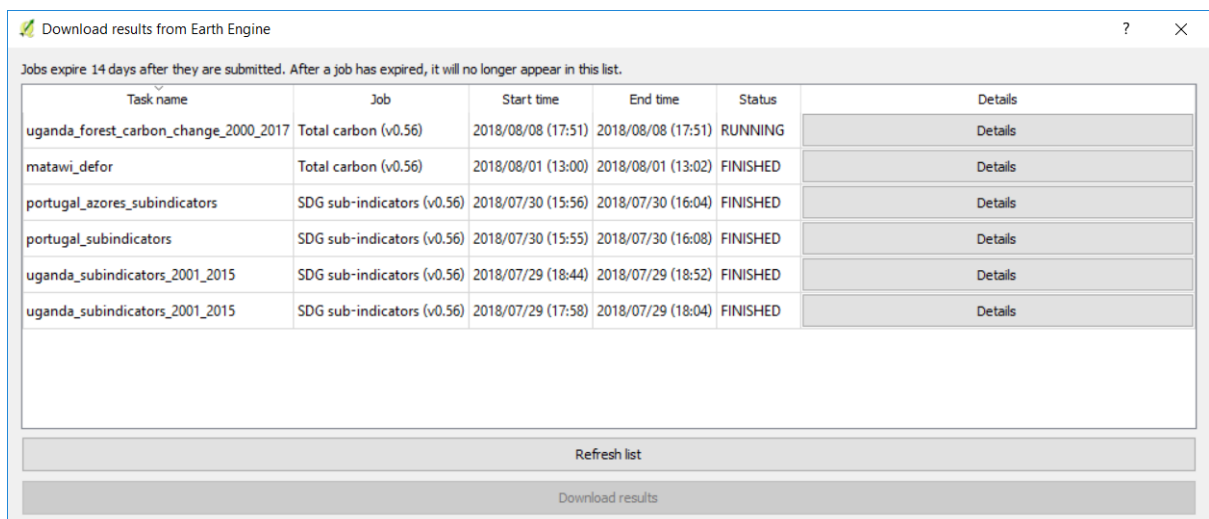 Download results from Earth Engine ? ×
Jobs expire 14 days after they are submitted. After a job has expired, it will no longer appear in this list.
Task name Job Start time End time Status Details
uganda_forest_carbon_change_2000_2017 Total carbon (v0.56) 2018/08/08 (17:51) 2018/08/08 (17:51) RUNNING Details
matawi_defor Total carbon (v0.56) 2018/08/01 (13:00) 2018/08/01 (13:02) FINISHED Details
portugal_azores_subindicators SDG sub-indicators (v0.56) 2018/07/30 (15:56) 2018/07/30 (16:04) FINISHED Details
portugal_subindicators SDG sub-indicators (v0.56) 2018/07/30 (15:55) 2018/07/30 (16:08) FINISHED Details
uganda_subindicators_2001_2015 SDG sub-indicators (v0.56) 2018/07/29 (18:44) 2018/07/29 (18:52) FINISHED Details
uganda_subindicators_2001_2015 SDG sub-indicators (v0.56) 2018/07/29 (17:58) 2018/07/29 (18:04) FINISHED Details
Refresh list
Download results